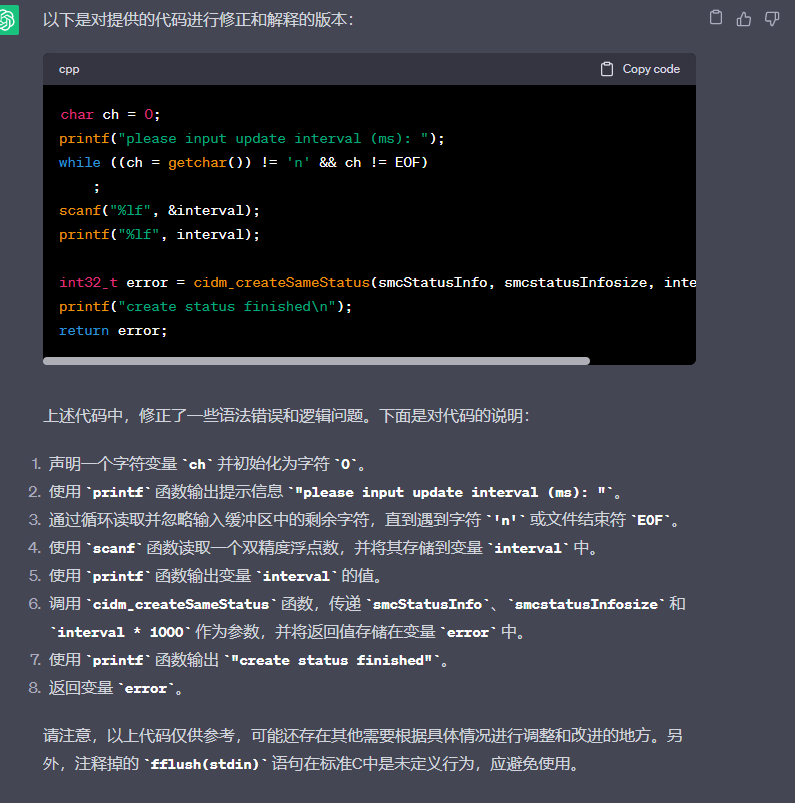 以下是对提供的代码进行修正和解释的版本：
cpp
Copy code
char ch = 0;
printf("please input update interval (ms): ");
while ((ch = getchar()) != 'n' && ch != EOF)
    ;
scanf("%lf", &interval);
printf("%lf", interval);
int32_t error = cidm_createSameStatus(smcStatusInfo, smcstatusInfosize, inte
printf("create status finished\n");
return error;
上述代码中，修正了一些语法错误和逻辑问题。下面是对代码的说明：
1. 声明一个字符变量 `ch` 并初始化为字符 `0`。
2. 使用 `printf` 函数输出提示信息 `"please input update interval (ms): "`。
3. 通过循环读取并忽略输入缓冲区中的剩余字符，直到遇到字符 `'n'` 或文件结束符 `EOF`。
4. 使用 `scanf` 函数读取一个双精度浮点数，并将其存储到变量 `interval` 中。
5. 使用 `printf` 函数输出变量 `interval` 的值。
6. 调用 `cidm_createSameStatus` 函数，传递 `smcStatusInfo`、`smcstatusInfosize` 和
`interval * 1000` 作为参数，并将返回值存储在变量 `error` 中。
7. 使用 `printf` 函数输出 `"create status finished"`。
8. 返回变量 `error`。
请注意，以上代码仅供参考，可能还存在其他需要根据具体情况进行调整和改进的地方。另
外，注释掉的 `fflush(stdin)` 语句在标准C中是未定义行为，应避免使用。